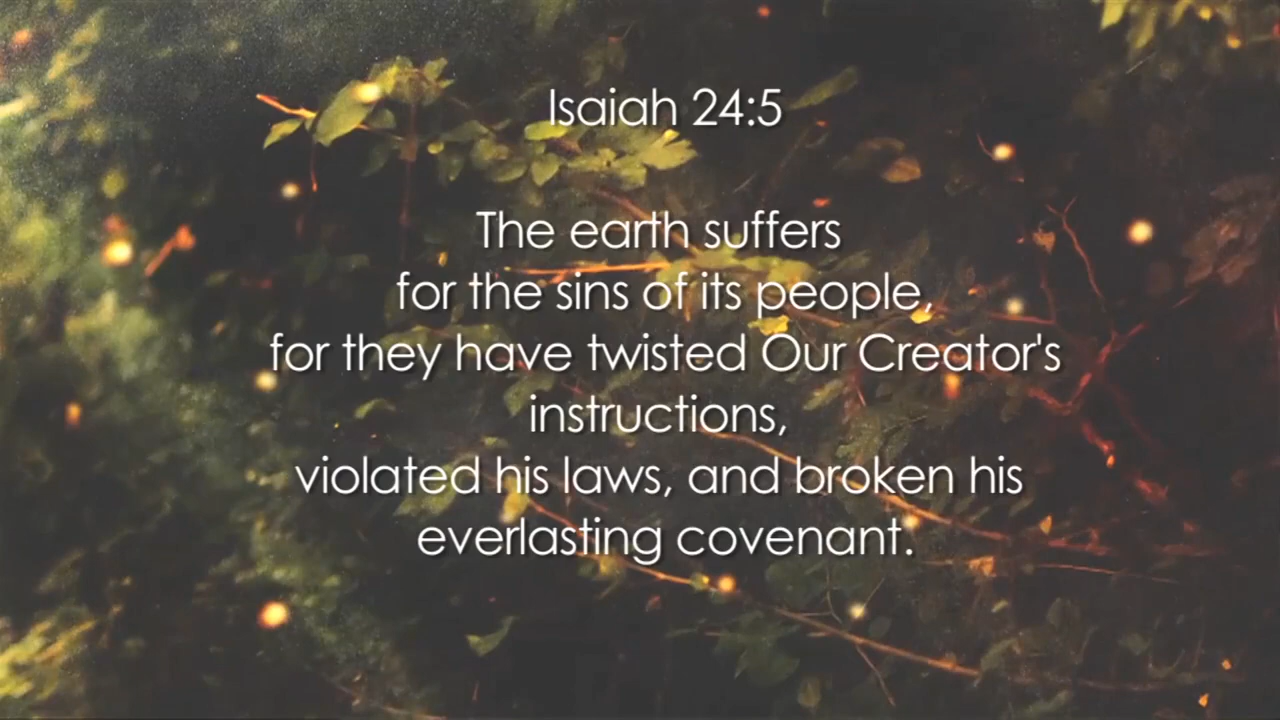 Isaiah 24:5
The earth suffers
for the sins of its people,
for they have twisted Our Creator's
instructions,
violated his laws, and broken his
everlasting covenant.